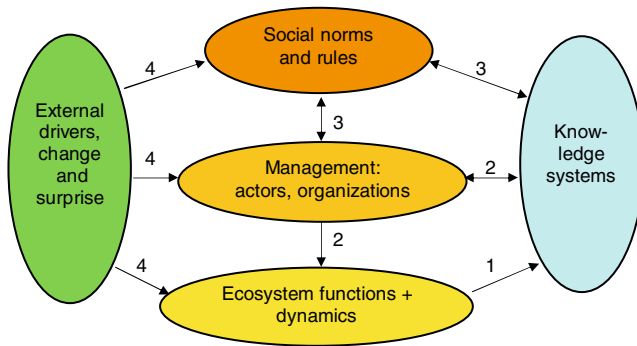 Social norms
and rules
4
3
External
drivers,
change
and
surprise
3
Know-
ledge
systems
4
Management:
actors, organizations
2
2
4
1
Ecosystem functions +
dynamics